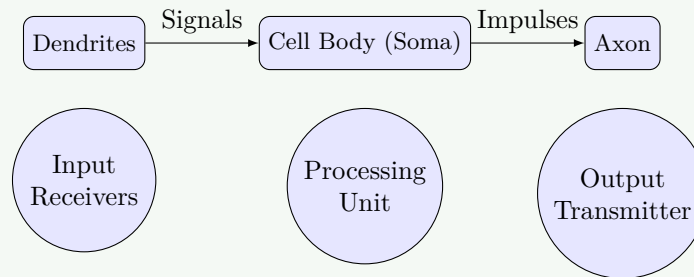 Signals
Impulses
Dendrites
Cell Body (Soma)
Axon
Input
Receivers
Processing
Unit
Output
Transmitter